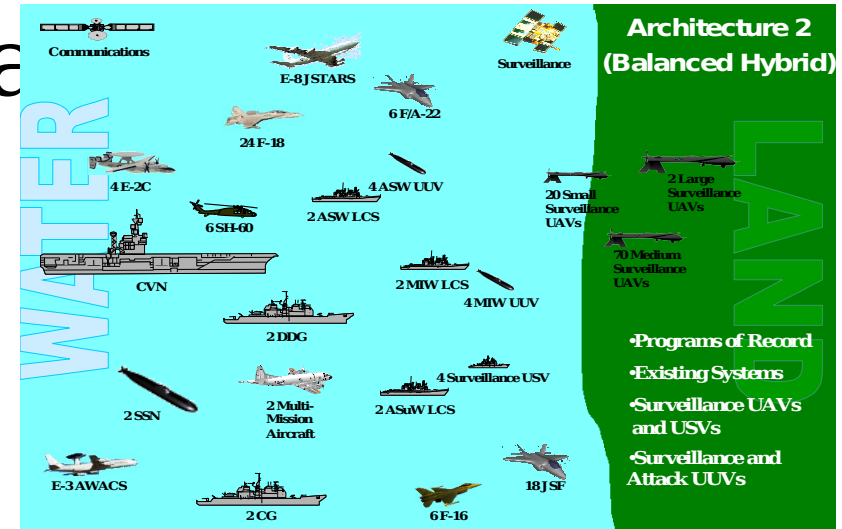 a
Communications
E-8 JSTARS
Surveillance
Architecture 2
(Balanced Hybrid)
6 F/A-22
24 F-18
WATER
LAND
4 E-2C
4 ASW UUV
2 ASW LCS
6 SH-60
20 Small
Surveillance
UAVs
2 Large
Surveillance
UAVs
70 Medium
Surveillance
UAVs
CVN
2 MIW LCS
4 MIW UUV
2 DDG
•Programs of Record
•Existing Systems
•Surveillance UAVs
and USVs
•Surveillance and
Attack UUVs
2 SSN
2 Multi-
Mission
Aircraft
4 Surveillance USV
2 ASuW LCS
E-3 AWACS
2 CG
6 F-16
18 JSF